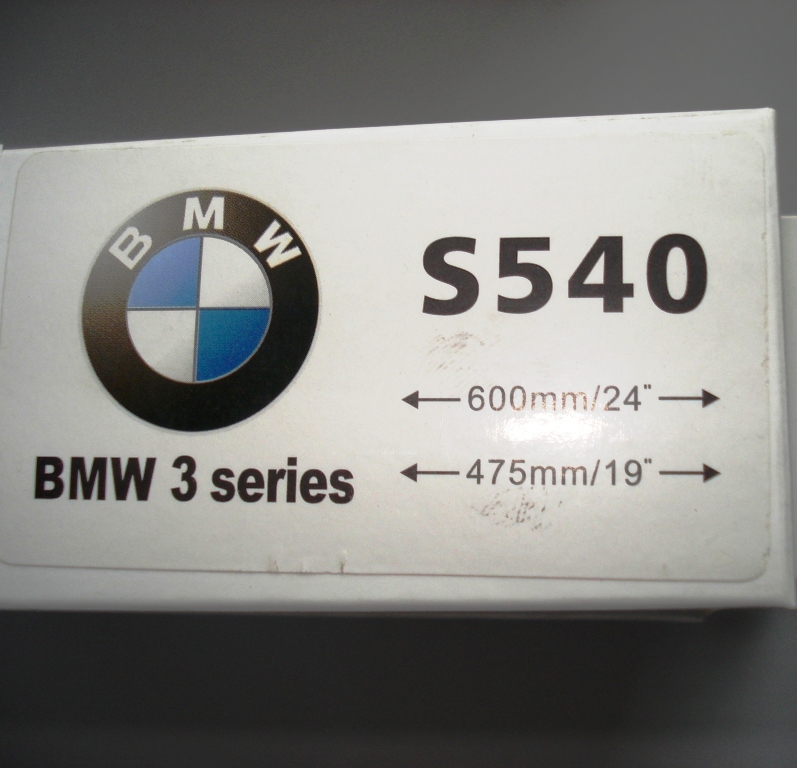 BMW
S540
600mm/24"
475mm/19"
BMW 3 series